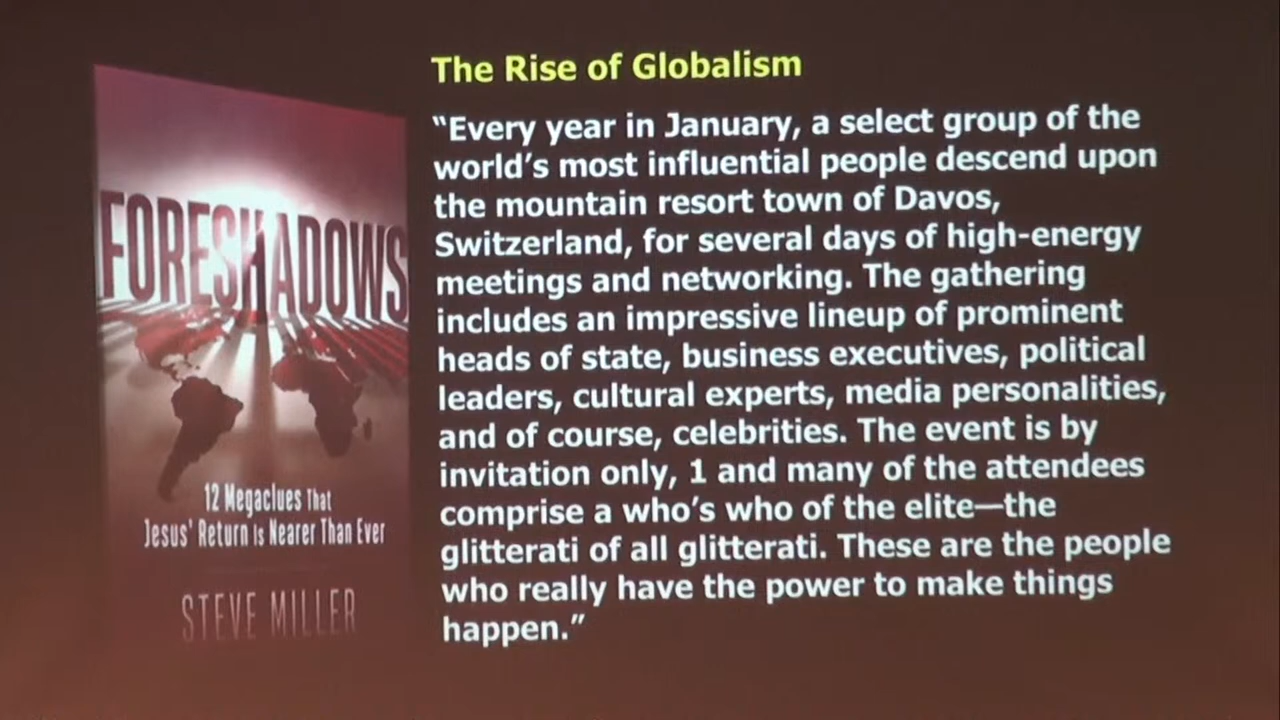 The Rise of Globalism
“Every year in January, a select group of the
world’s most influential people descend upon
the mountain resort town of Davos,
Switzerland, for several days of high-energy
meetings and networking. The gathering
includes an impressive lineup of prominent
heads of state, business executives, political
leaders, cultural experts, media personalities,
and of course, celebrities. The event is by
invitation only, 1 and many of the attendees
comprise a who’s who of the elite—the
glitterati of all glitterati. These are the people
who really have the power to make things
happen.”
FORESHADOWS
12 Megaclues That
Jesus' Return is Nearer Than Ever
STEVE MILLER